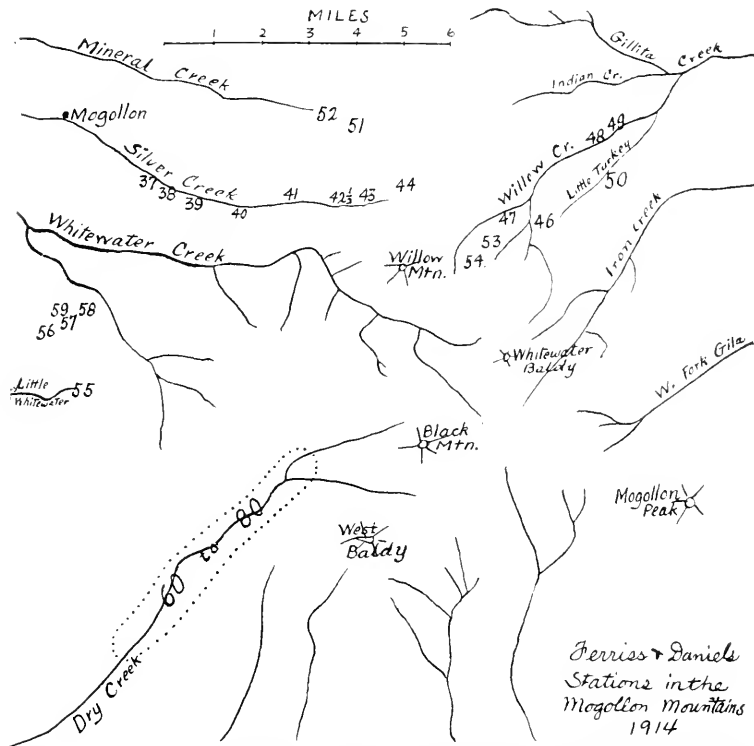 MILES
1 2 3 4 5 6
Gillita Creek
Mineral Creek
Indian Cr.
52
51
Mogollon
Silver Creek
37 38 39 40 41 42⅓ 43 44
Willow Cr.
48 49
Little Turkey
50
47 46
53
54.
Iron Creek
Whitewater Creek
Willow
Mtn.
59 58
56 57
Whitewater
Baldy
W. Fork Gila
Little
Whitewater
55
Black
Mtn.
Mogollon
Peak
West
Baldy
60 to 80
Dry Creek
Ferriss & Daniels
Stations in the
Mogollon Mountains
1914